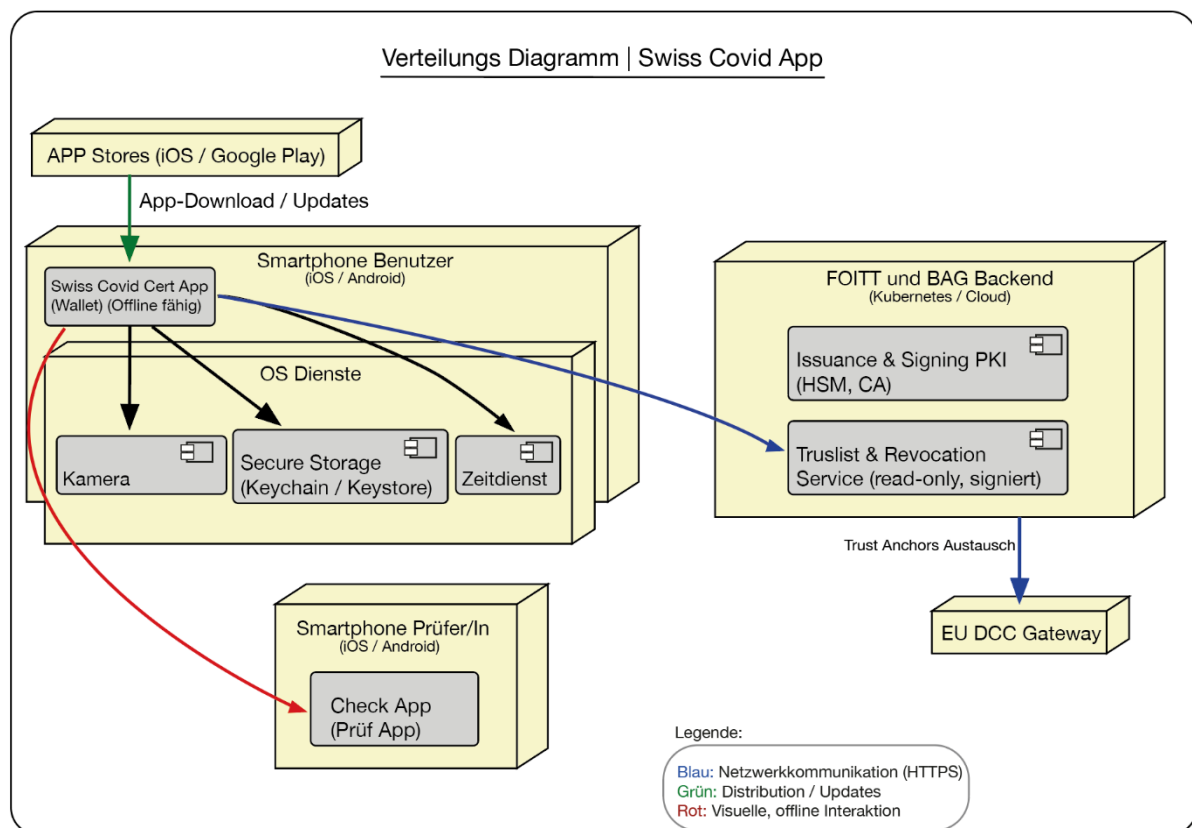 Verteilungs Diagramm | Swiss Covid App
APP Stores (iOS / Google Play)
App-Download / Updates
Smartphone Benutzer
(iOS / Android)
Swiss Covid Cert App
(Wallet) (Offline fähig)
OS Dienste
Kamera
Secure Storage
(Keychain / Keystore)
Zeitdienst
FOITT und BAG Backend
(Kubernetes / Cloud)
Issuance & Signing PKI
(HSM, CA)
Truslist & Revocation
Service (read-only, signiert)
Trust Anchors Austausch
EU DCC Gateway
Smartphone Prüfer/In
(iOS / Android)
Check App
(Prüf App)
Legende:
Blau: Netzwerkkommunikation (HTTPS)
Grün: Distribution / Updates
Rot: Visuelle, offline Interaktion